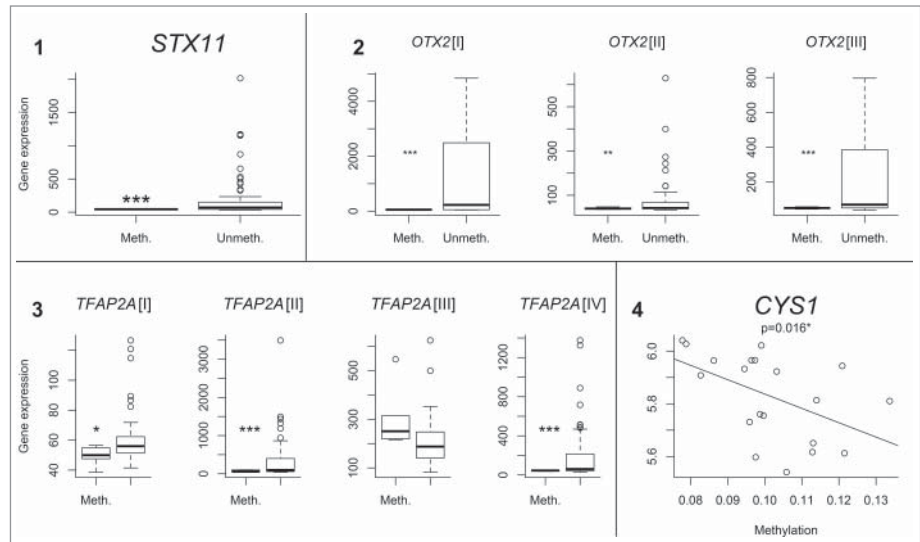 1
STX11
Gene expression
0
500
1500
***
Meth.
Unmeth.
2
OTX2[I]
0
2000
4000
***
Meth.
Unmeth.
OTX2[II]
100
300
500
**
Meth.
Unmeth.
OTX2[III]
200
400
600
800
***
Meth.
Unmeth.
3
TFAP2A[I]
Gene expression
40
60
80
100
*
Meth.
TFAP2A[II]
0
1000
3000
***
Meth.
TFAP2A[III]
100
300
500
Meth.
TFAP2A[IV]
0
400
800
1200
***
Meth.
4
CYS1
p=0.016*
5.6
5.8
6.0
0.08
0.09
0.10
0.11
0.12
0.13
Methylation